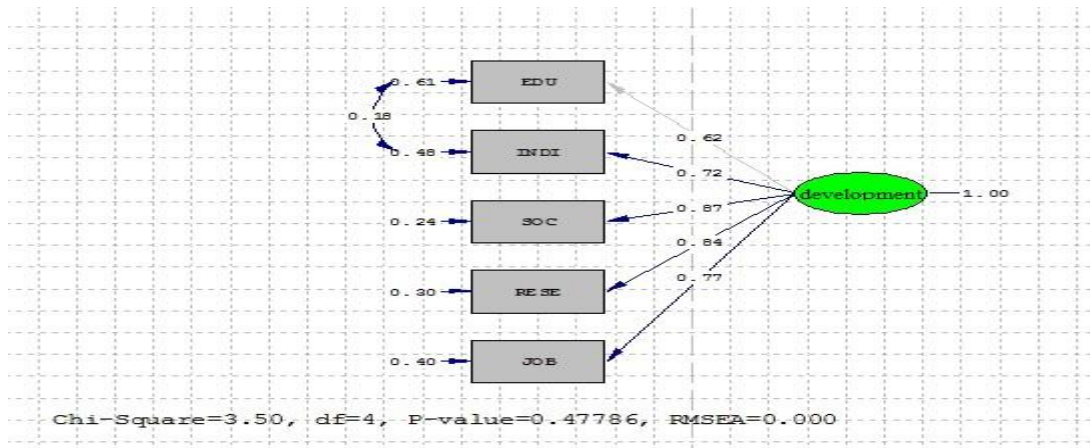 0.61 EDU
0.18
0.62
0.48 INDI
0.72
development 1.00
0.87
0.24 SOC
0.84
0.77
0.30 RESE
0.40 JOB
Chi-Square=3.50, df=4, P-value=0.47786, RMSEA=0.000